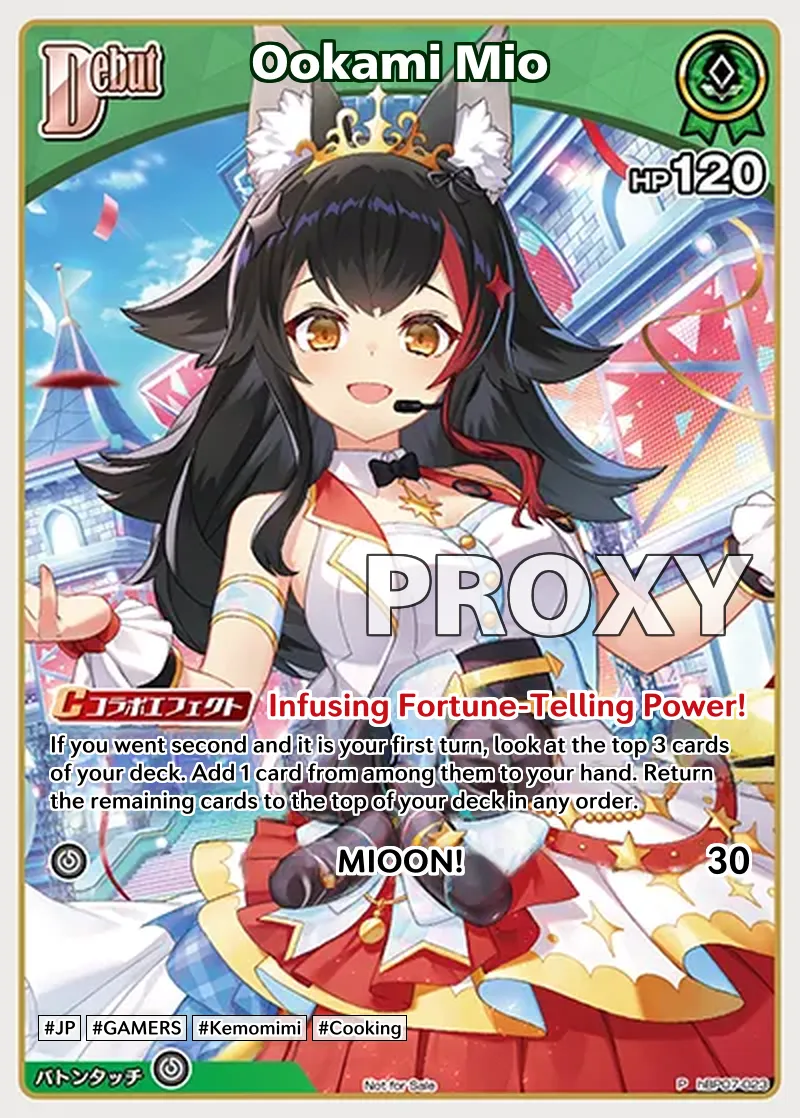 Debut
Ookami Mio
HP120
PROXY
Cコラボエフェクト Infusing Fortune-Telling Power!
If you went second and it is your first turn, look at the top 3 cards
of your deck. Add 1 card from among them to your hand. Return
the remaining cards to the top of your deck in any order.
MIOON! 30
#JP #GAMERS #Kemomimi #Cooking
バトンタッチ
Not for Sale
P hBP07-023